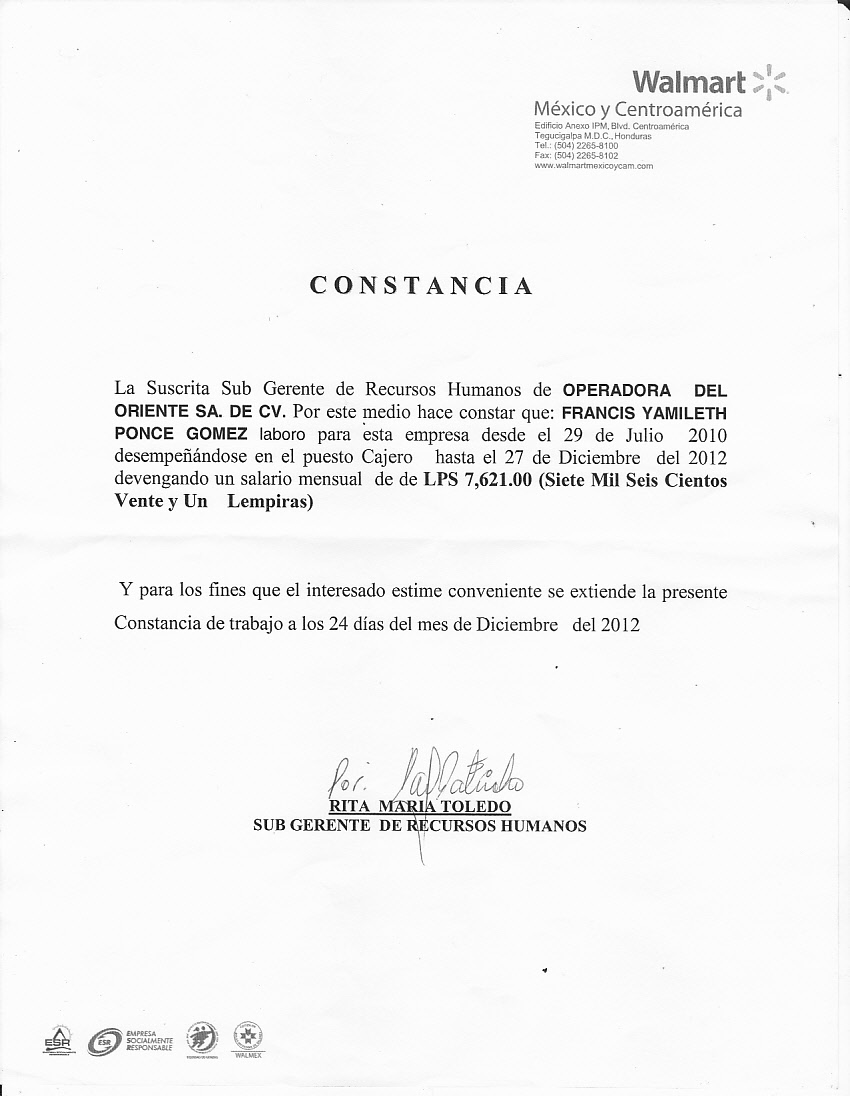 Walmart
México y Centroamérica
Edificio Anexo IPM, Blvd. Centroamérica
Tegucigalpa M.D.C., Honduras
Tel.: (504) 2265-8100
Fax: (504) 2265-8102
www.walmartmexicoycam.com
CONSTANCIA
La Suscrita Sub Gerente de Recursos Humanos de OPERADORA DEL
ORIENTE SA. DE CV. Por este medio hace constar que: FRANCIS YAMILETH
PONCE GOMEZ laboro para esta empresa desde el 29 de Julio 2010
desempeñándose en el puesto Cajero hasta el 27 de Diciembre del 2012
devengando un salario mensual de de LPS 7,621.00 (Siete Mil Seis Cientos
Vente y Un Lempiras)
Y para los fines que el interesado estime conveniente se extiende la presente
Constancia de trabajo a los 24 días del mes de Diciembre del 2012
Por.
RITA MARIA TOLEDO
SUB GERENTE DE RECURSOS HUMANOS
ESR
ESR
EMPRESA
SOCIALMENTE
RESPONSABLE
WALMEX